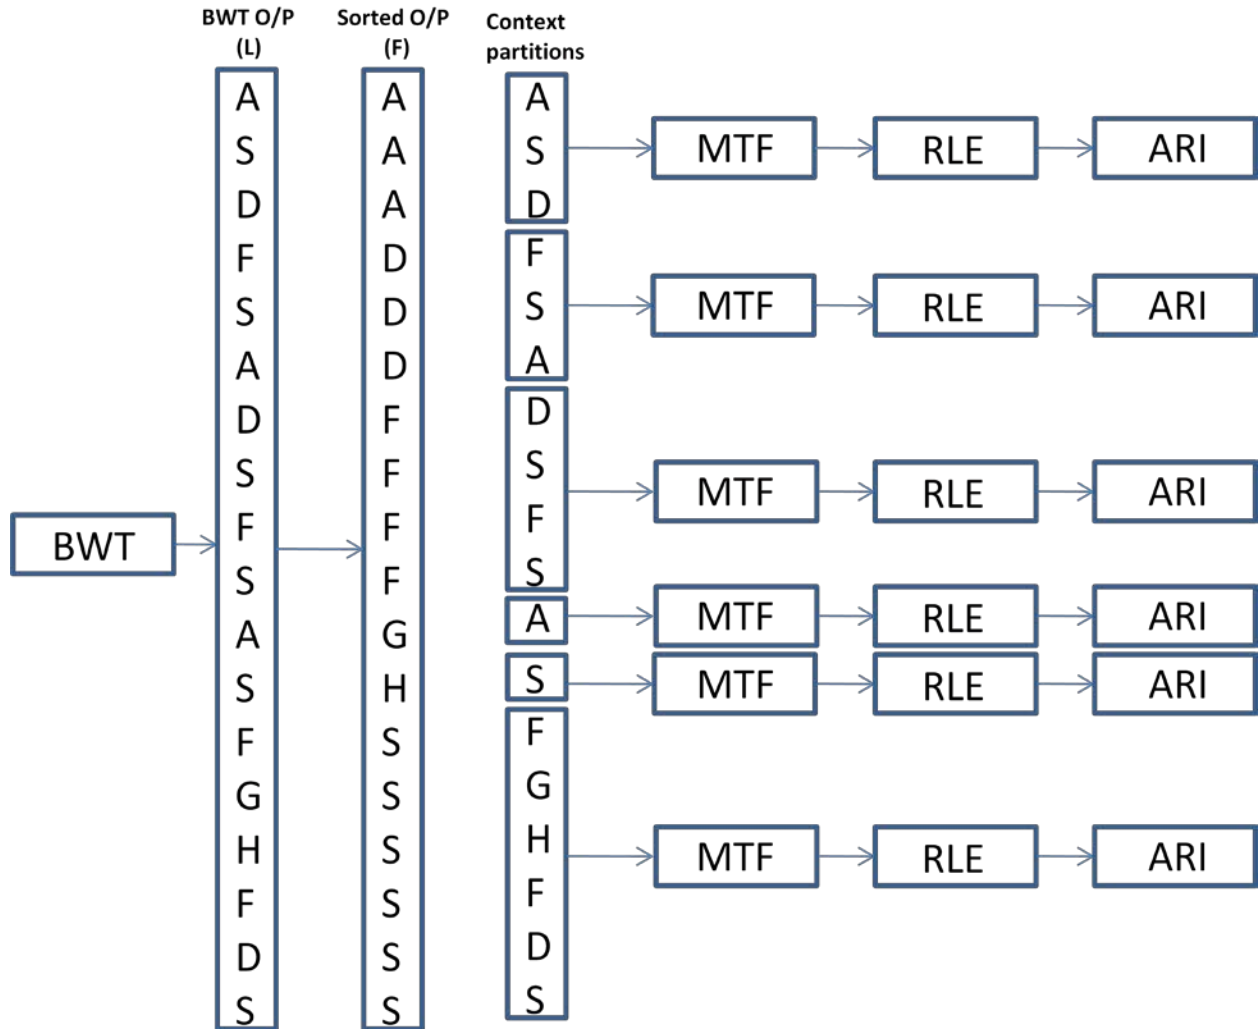 BWT O/P
(L)
Sorted O/P
(F)
Context
partitions
BWT
A
S
D
F
S
A
D
S
F
S
A
S
F
G
H
F
D
S
A
A
A
D
D
D
F
F
F
F
G
H
S
S
S
S
S
S
A
S
D
MTF
RLE
ARI
F
S
A
MTF
RLE
ARI
D
S
F
S
MTF
RLE
ARI
A
MTF
RLE
ARI
S
MTF
RLE
ARI
F
G
H
F
D
S
MTF
RLE
ARI